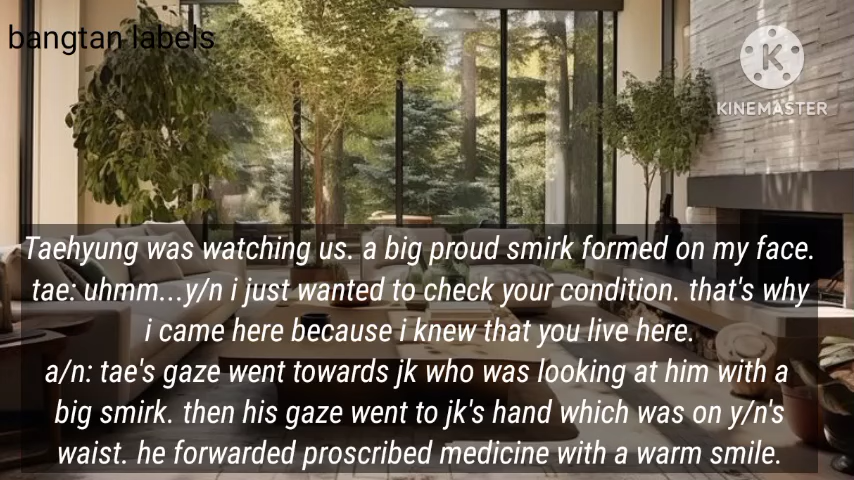 bangtan labels
KINEMASTER
Taehyung was watching us. a big proud smirk formed on my face.
tae: uhmm...y/n i just wanted to check your condition. that's why
i came here because i knew that you live here.
a/n: tae's gaze went towards jk who was looking at him with a
big smirk. then his gaze went to jk's hand which was on y/n's
waist. he forwarded proscribed medicine with a warm smile.